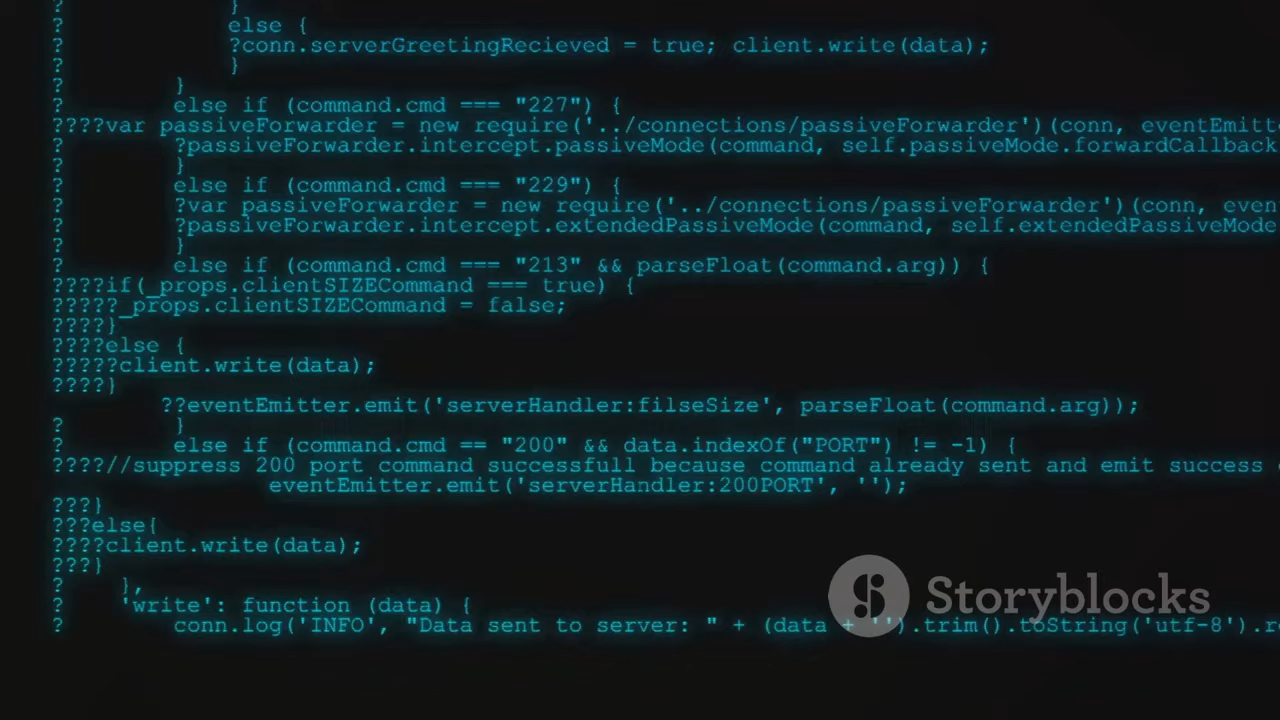 ?            }
?            else {
?            ?conn.serverGreetingRecieved = true; client.write(data);
?            }
?        }
?        else if (command.cmd === "227") {
????var passiveForwarder = new require('../connections/passiveForwarder')(conn, eventEmitt
?        ?passiveForwarder.intercept.passiveMode(command, self.passiveMode.forwardCallback
?        }
?        else if (command.cmd === "229") {
?        ?var passiveForwarder = new require('../connections/passiveForwarder')(conn, even
?        ?passiveForwarder.intercept.extendedPassiveMode(command, self.extendedPassiveMode
?        }
?        else if (command.cmd === "213" && parseFloat(command.arg)) {
????if(_props.clientSIZECommand === true) {
?????_props.clientSIZECommand = false;
????}
????else {
?????client.write(data);
????}
        ??eventEmitter.emit('serverHandler:filseSize', parseFloat(command.arg));
?        }
?        else if (command.cmd == "200" && data.indexOf("PORT") != -1) {
????//suppress 200 port command successfull because command already sent and emit success
                eventEmitter.emit('serverHandler:200PORT', '');
???}
???else{
????client.write(data);
???}
?    },
?    'write': function (data) {
?        conn.log('INFO', "Data sent to server: " + (data + '').trim().toString('utf-8').r
Storyblocks